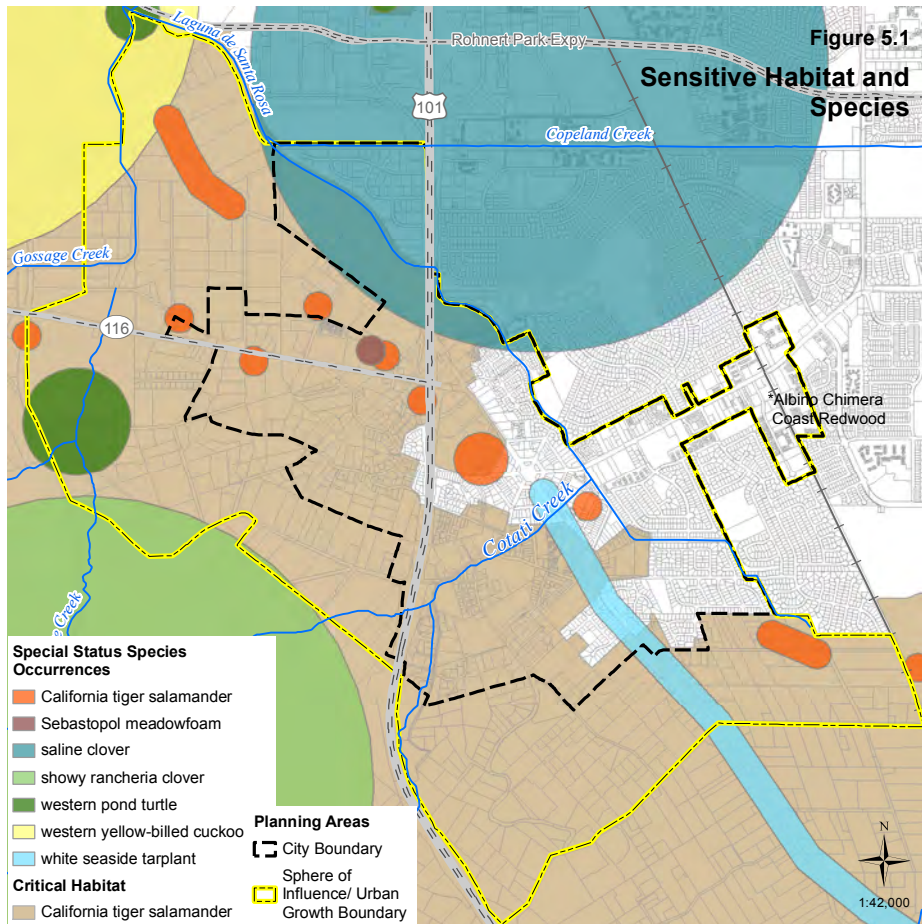 Figure 5.1
Sensitive Habitat and
Species
Laguna de Santa Rosa
Rohnert Park Expy
101
Copeland Creek
Gossage Creek
116
*Albino Chimera
Coast Redwood
Cotati Creek
Creek
Special Status Species
Occurrences
California tiger salamander
Sebastopol meadowfoam
saline clover
showy rancheria clover
western pond turtle
western yellow-billed cuckoo
white seaside tarplant
Critical Habitat
California tiger salamander
Planning Areas
City Boundary
Sphere of
Influence/ Urban
Growth Boundary
N
1:42,000